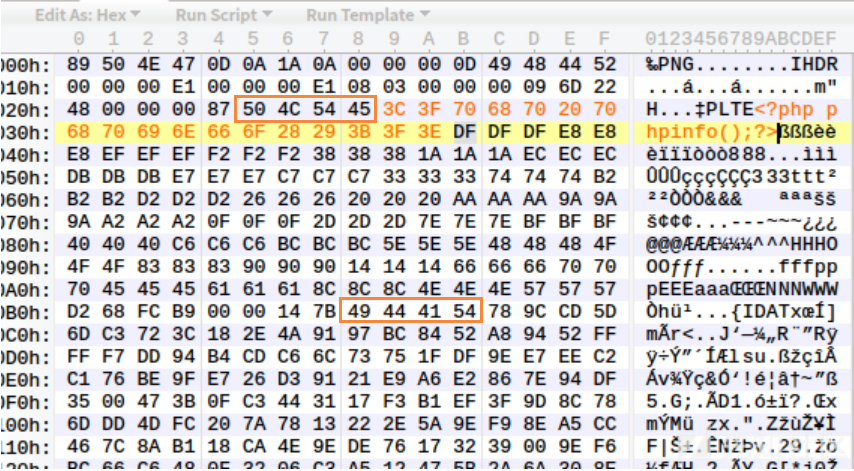 Edit As: Hex Run Script Run Template
0 1 2 3 4 5 6 7 8 9 A B C D E F 0123456789ABCDEF
000h: 89 50 4E 47 0D 0A 1A 0A 00 00 00 0D 49 48 44 52 ‰PNG........IHDR
010h: 00 00 00 E1 00 00 00 E1 08 03 00 00 00 09 6D 22 ...á...á......m"
020h: 48 00 00 00 87 50 4C 54 45 3C 3F 70 68 70 20 70 H...‡PLTE<?php p
030h: 68 70 69 6E 66 6F 28 29 3B 3F 3E DF DF DF E8 E8 hpinfo();?>ßßßèè
040h: E8 EF EF EF F2 F2 F2 38 38 38 1A 1A 1A EC EC EC èïïïòòò888...ììì
050h: DB DB DB E7 E7 E7 C7 C7 C7 33 33 33 74 74 74 B2 ÛÛÛçççÇÇÇ333ttt²
060h: B2 B2 D2 D2 D2 26 26 26 20 20 20 AA AA AA 9A 9A ²²ÒÒÒ&&&   ªªªšš
070h: 9A A2 A2 A2 0F 0F 0F 2D 2D 2D 7E 7E 7E BF BF BF š¢¢¢...---~~~¿¿¿
080h: 40 40 40 C6 C6 C6 BC BC BC 5E 5E 5E 48 48 48 4F @@@ÆÆÆ¼¼¼^^^HHHO
090h: 4F 4F 83 83 83 90 90 90 14 14 14 66 66 66 70 70 OOƒƒƒ......fffpp
0A0h: 70 45 45 45 61 61 61 8C 8C 8C 4E 4E 4E 57 57 57 pEEEaaaŒŒŒNNNWWW
0B0h: D2 68 FC B9 00 00 14 7B 49 44 41 54 78 9C CD 5D Òhü¹...{IDATxœÍ]
0C0h: 6D C3 72 3C 18 2E 4A 91 97 BC 84 52 A8 94 52 FF mÃr<..J‘—¼„R¨”Rÿ
0D0h: FF F7 DD 94 B4 CD C6 6C 73 75 1F DF 9E E7 EE C2 ÿ÷Ý”´ÍÆlsu.ßžçîÂ
0E0h: C1 76 BE 9F E7 26 D3 91 21 E9 A6 E2 86 7E 94 DF Áv¾Ÿç&Ó‘!é¦â†~”ß
0F0h: 35 00 47 3B 0F C3 44 31 17 F3 B1 EF 3F 9D 8C 78 5.G;.ÃD1.ó±ï?.Œx
100h: 6D DD 4D FC 20 7A 78 13 22 2E 5A 9E F9 8E A5 CC mÝMü zx.".ZžùŽ¥Ì
110h: 46 7C 8A B1 18 CA 4E 9E DE 76 17 32 39 00 9E F6 F|Š±.ÊNžÞv.29.žö